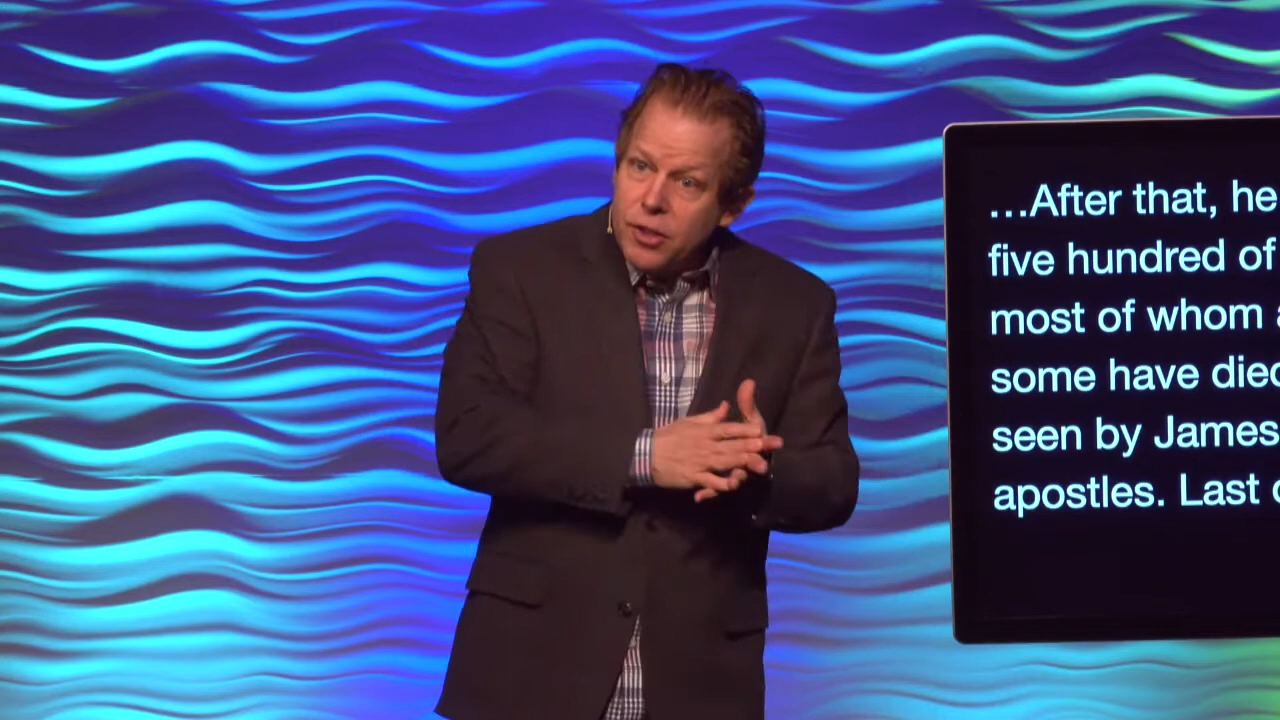 …After that, he
five hundred of
most of whom
some have died
seen by James
apostles. Last